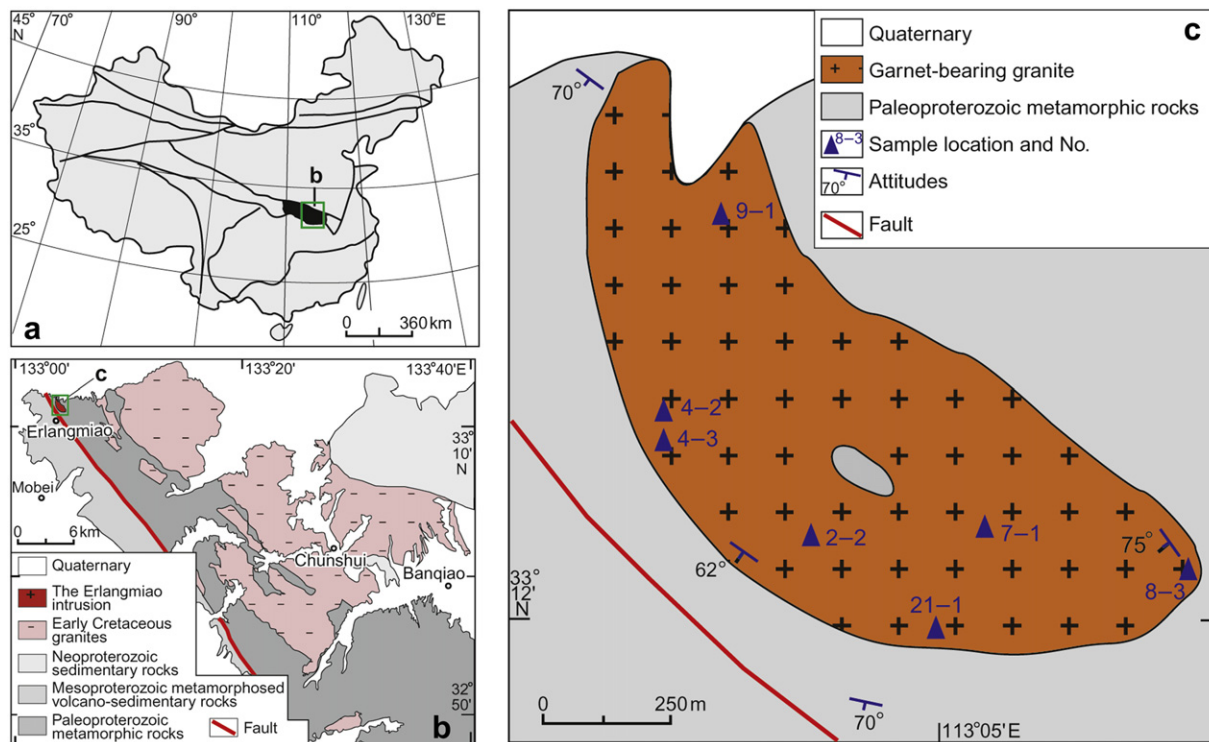 45°
N
70°
80°
90°
110°
130°E
35°
25°
b
a
0 360 km
133°00'
133°20'
133°40'E
c
Erlangmiao
33°
10'
N
Mobei
0 6 km
Chunshui
Banqiao
Quaternary
The Erlangmiao
intrusion
Early Cretaceous
granites
Neoproterozoic
sedimentary rocks
Mesoproterozoic metamorphosed
volcano-sedimentary rocks
Paleoproterozoic
metamorphic rocks
Fault
32°
50'
b
c
Quaternary
Garnet-bearing granite
Paleoproterozoic metamorphic rocks
8–3 Sample location and No.
70° Attitudes
Fault
70°
9–1
4–2
4–3
2–2
7–1
75°
62°
8–3
33°
12'
N
21–1
0 250 m
70°
113°05' E